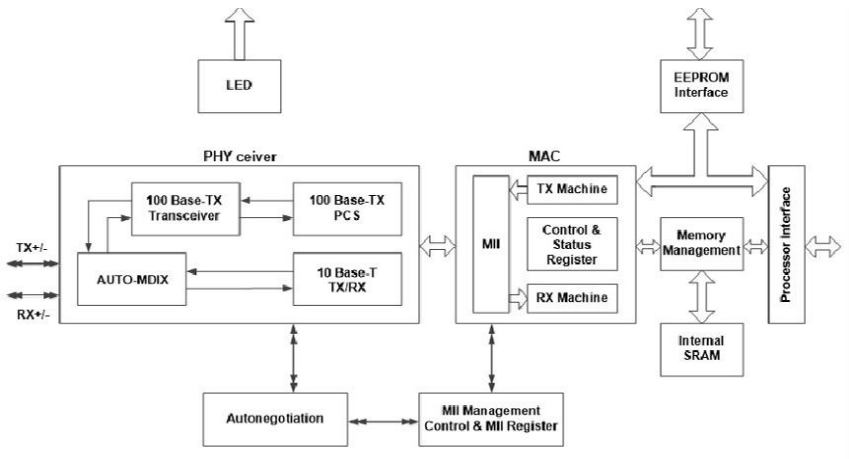 LED
EEPROM
Interface
PHY ceiver
MAC
100 Base-TX
Transceiver
100 Base-TX
PCS
TX Machine
MII
Control &
Status
Register
Memory
Management
Processor Interface
TX+/-
AUTO-MDIX
10 Base-T
TX/RX
RX Machine
RX+/-
Internal
SRAM
Autonegotiation
MII Management
Control & MII Register